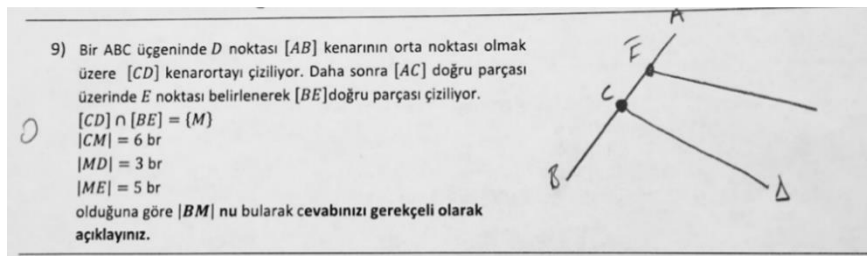 9) Bir ABC üçgeninde D noktası [AB] kenarının orta noktası olmak
üzere [CD] kenarortayı çiziliyor. Daha sonra [AC] doğru parçası
üzerinde E noktası belirlenerek [BE]doğru parçası çiziliyor.
[CD] ∩ [BE] = {M}
|CM| = 6 br
|MD| = 3 br
|ME| = 5 br
olduğuna göre |BM| nu bularak cevabınızı gerekçeli olarak
açıklayınız.
0
A
E
C
B
D